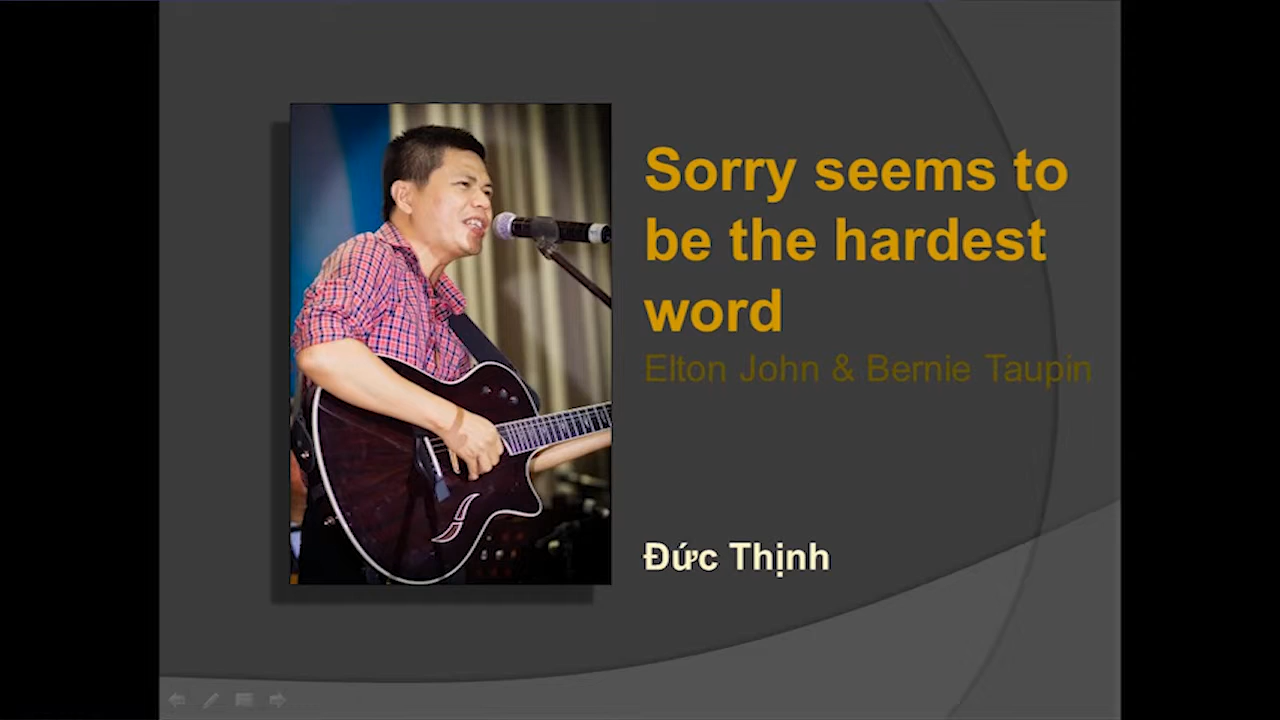 Sorry seems to
be the hardest
word
Elton John & Bernie Taupin
Đức Thịnh